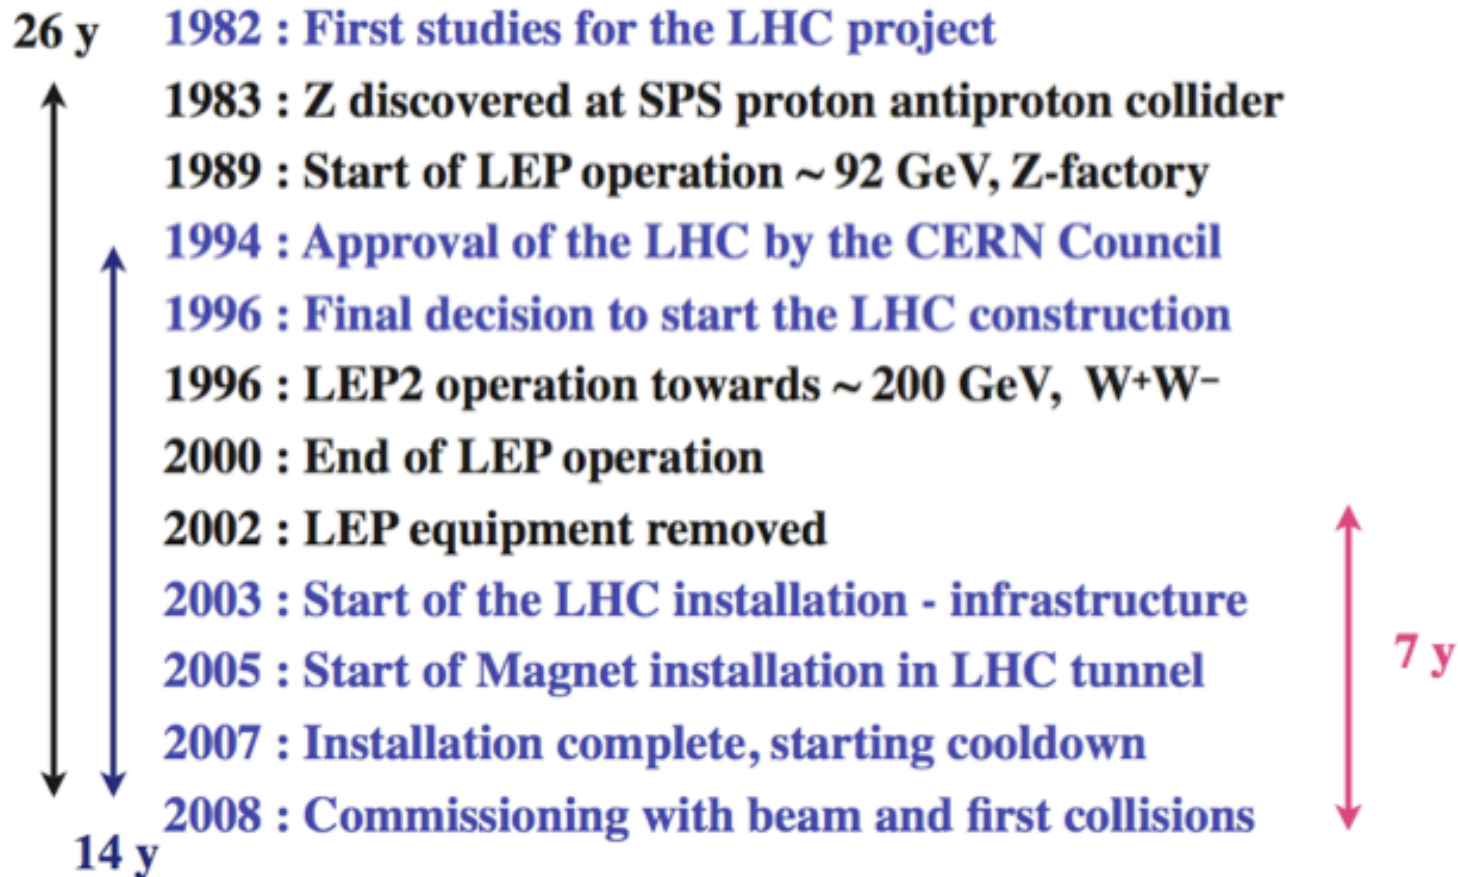 26 y
1982 : First studies for the LHC project
1983 : Z discovered at SPS proton antiproton collider
1989 : Start of LEP operation ~ 92 GeV, Z-factory
1994 : Approval of the LHC by the CERN Council
1996 : Final decision to start the LHC construction
1996 : LEP2 operation towards ~ 200 GeV, W⁺W⁻
2000 : End of LEP operation
2002 : LEP equipment removed
2003 : Start of the LHC installation - infrastructure
2005 : Start of Magnet installation in LHC tunnel
7 y
2007 : Installation complete, starting cooldown
2008 : Commissioning with beam and first collisions
14 y